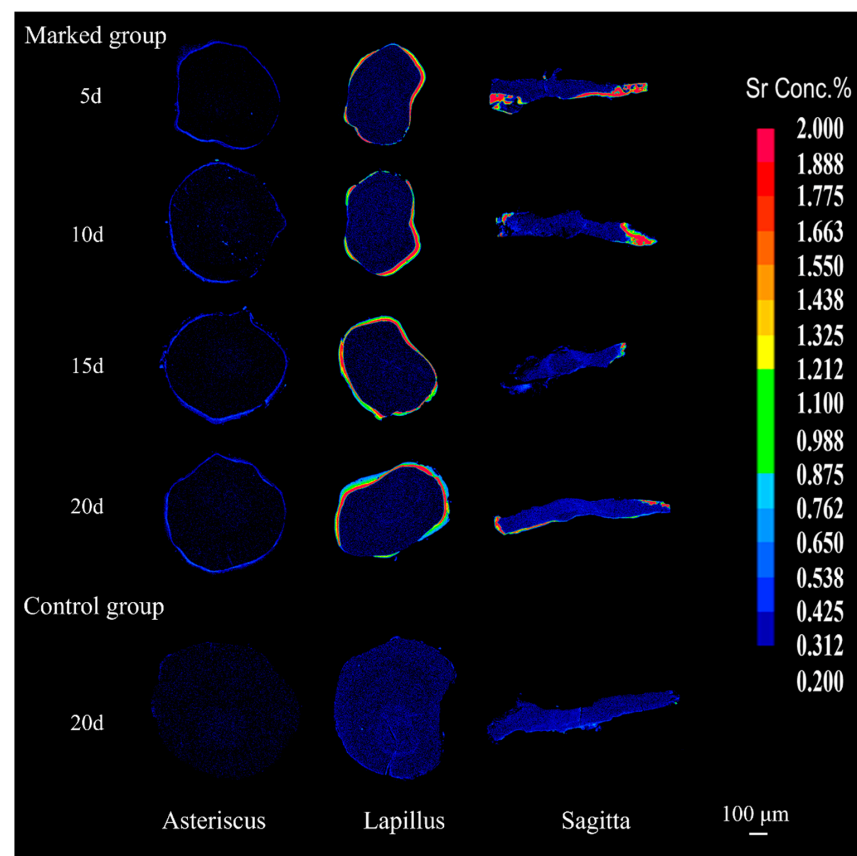 Marked group
5d
10d
15d
20d
Control group
20d
Asteriscus Lapillus Sagitta
Sr Conc.%
2.000
1.888
1.775
1.663
1.550
1.438
1.325
1.212
1.100
0.988
0.875
0.762
0.650
0.538
0.425
0.312
0.200
100 μm